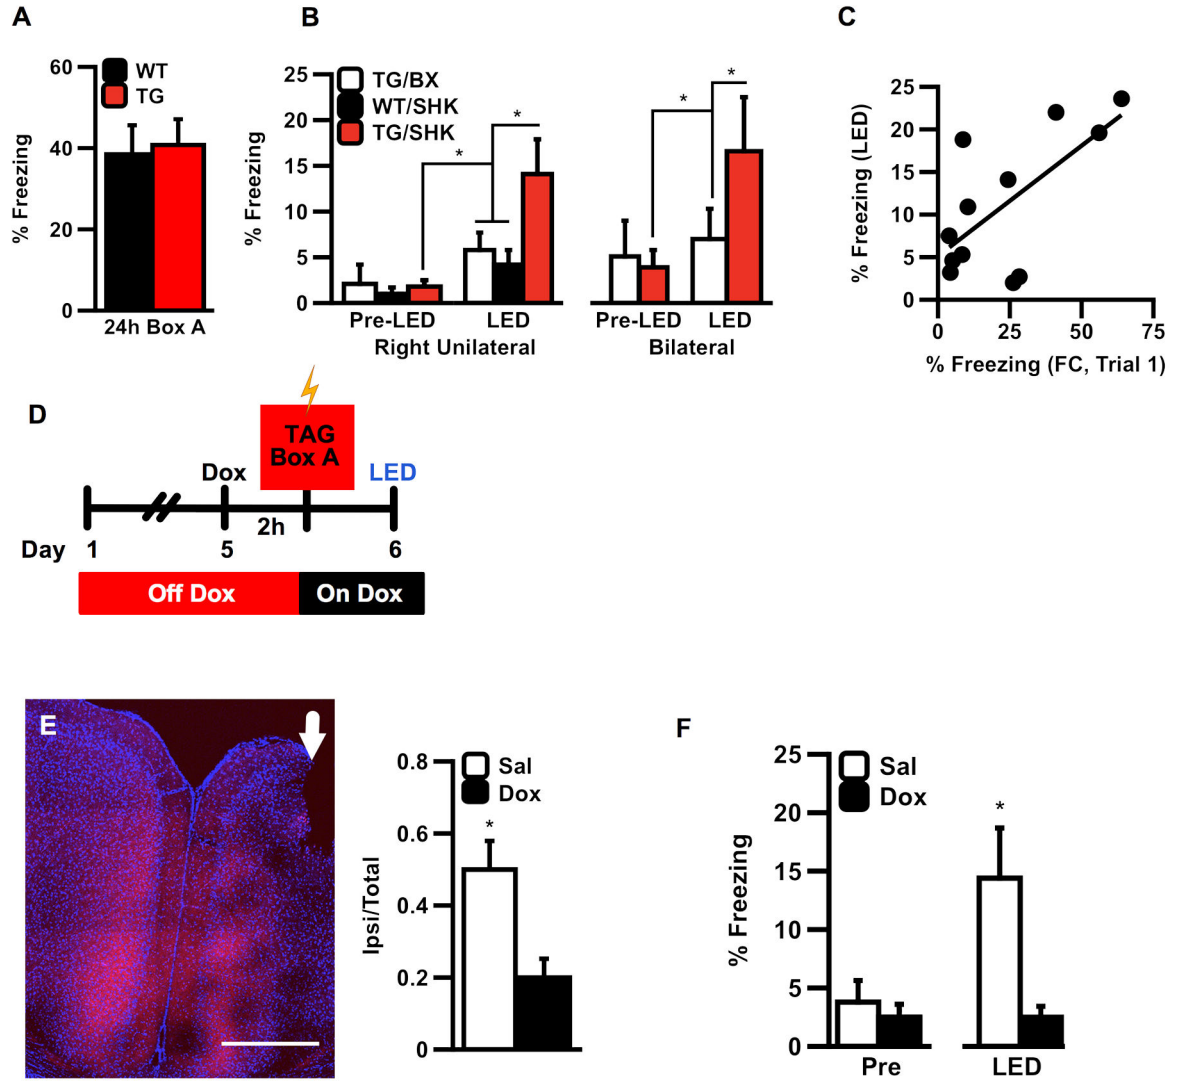 A
60
40
20
0
% Freezing
WT
TG
24h Box A
B
25
20
15
10
5
0
% Freezing
TG/BX
WT/SHK
TG/SHK
*
*
*
*
Pre-LED
LED
Pre-LED
LED
Right Unilateral
Bilateral
C
25
20
15
10
5
0
% Freezing (LED)
0
25
50
75
% Freezing (FC, Trial 1)
D
TAG
Box A
Dox
LED
2h
Day
1
5
6
Off Dox
On Dox
E
0.8
0.6
0.4
0.2
0
Ipsi/Total
Sal
Dox
*
F
25
20
15
10
5
0
% Freezing
Sal
Dox
*
Pre
LED